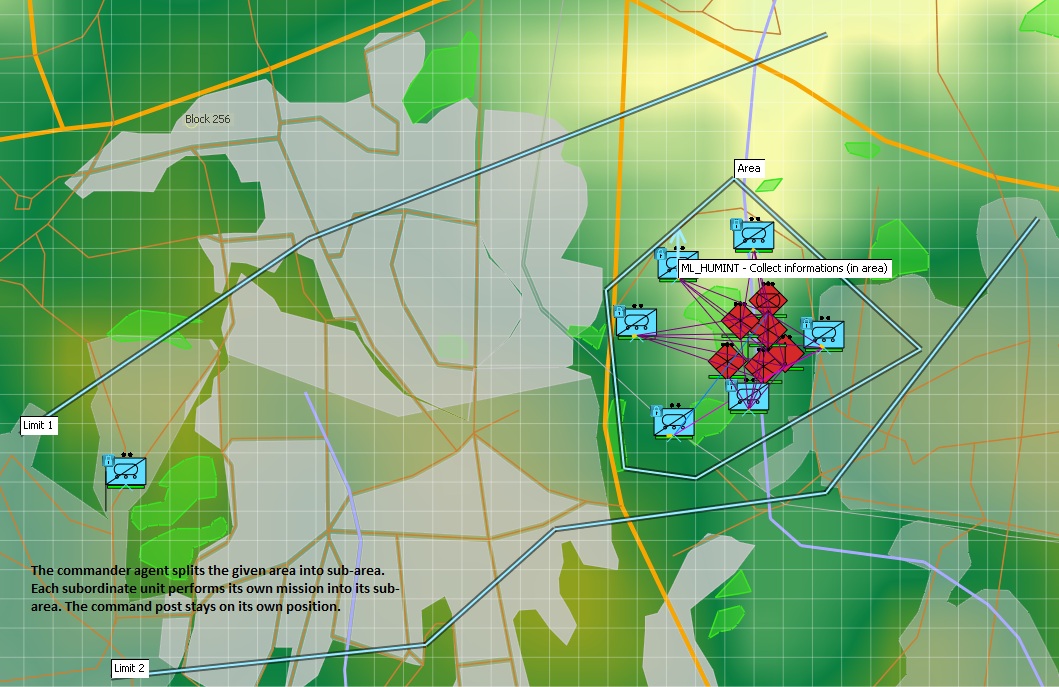 Block 256
Area
ML_HUMINT - Collect informations (in area)
Limit 1
The commander agent splits the given area into sub-area.
Each subordinate unit performs its own mission into its sub-
area. The command post stays on its own position.
Limit 2